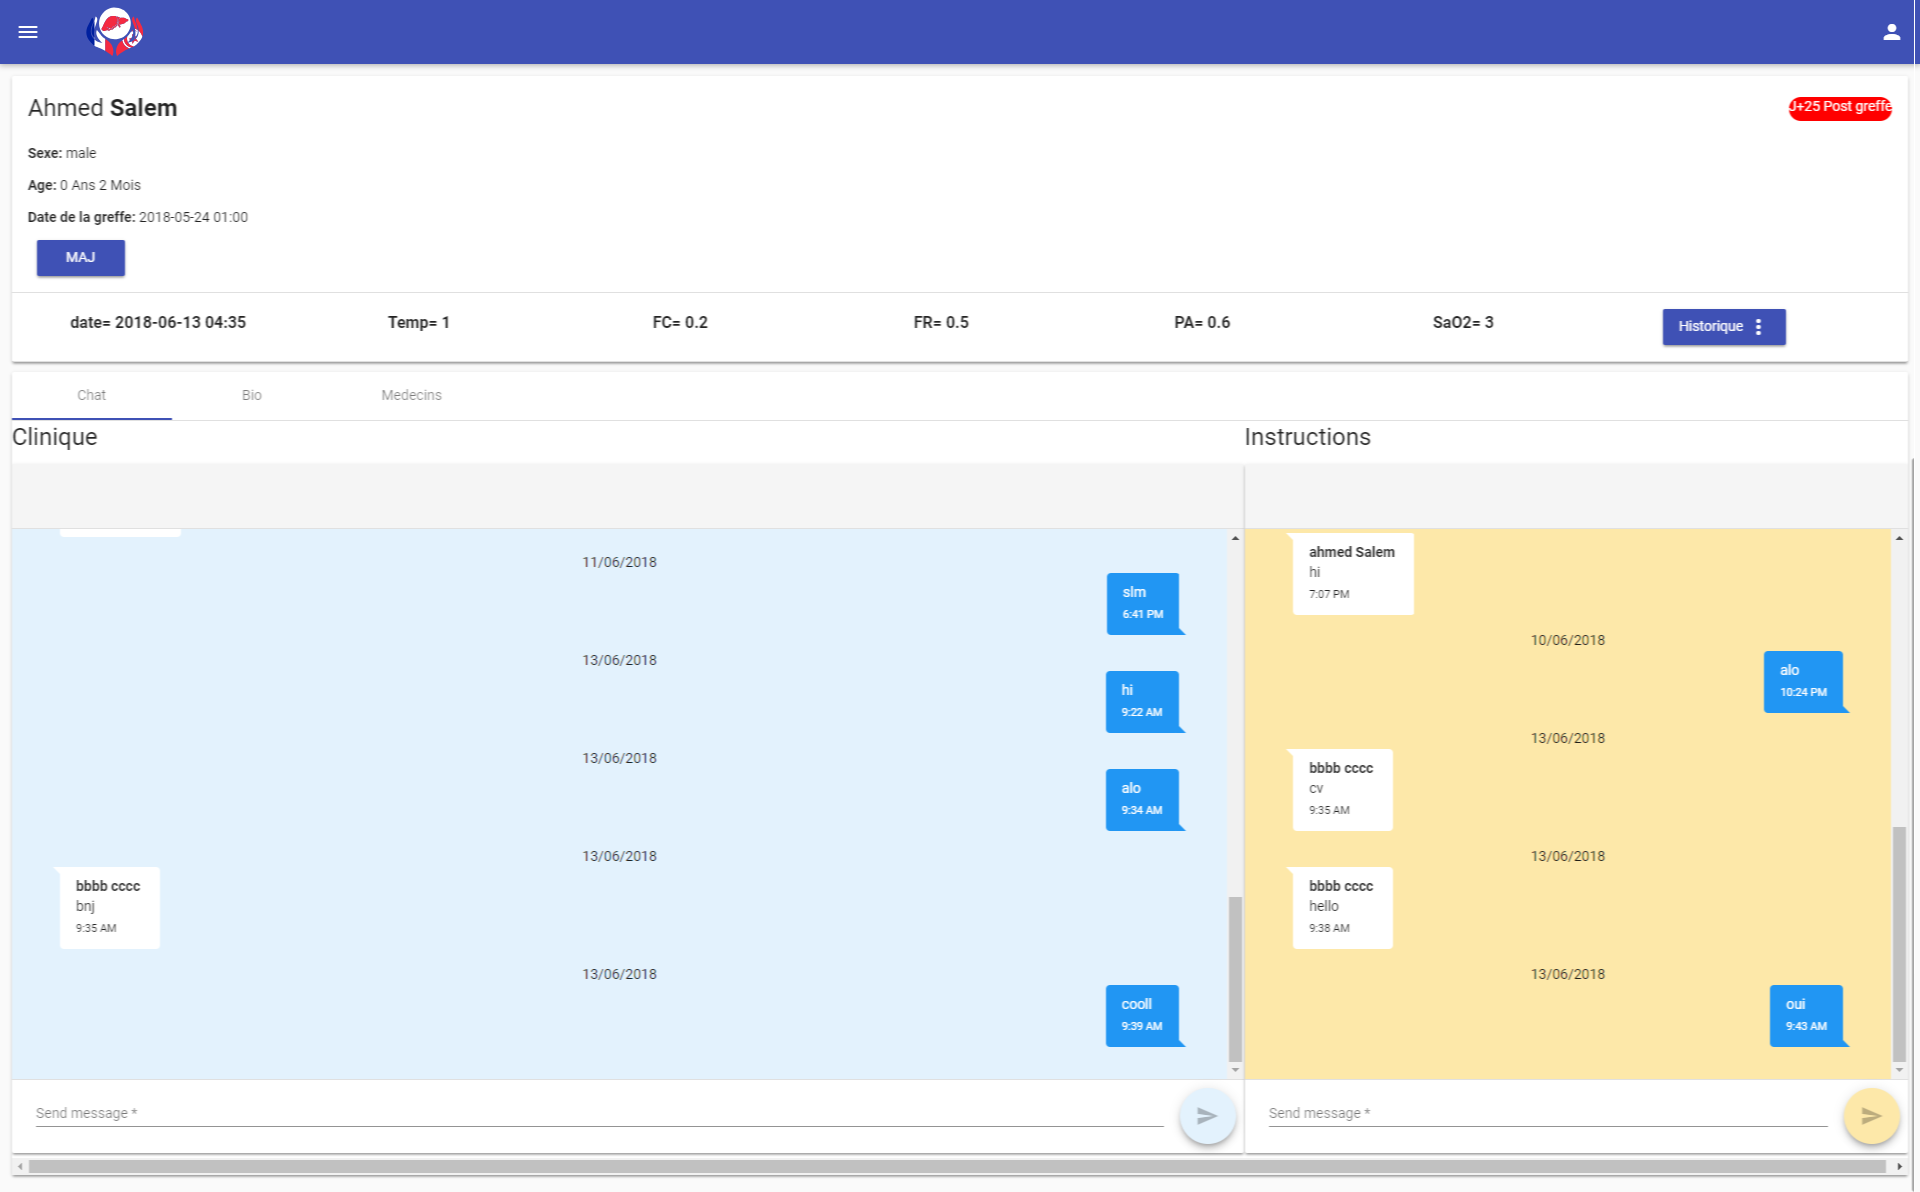 Ahmed Salem
J+25 Post greffe
Sexe: male
Age: 0 Ans 2 Mois
Date de la greffe: 2018-05-24 01:00
MAJ
date= 2018-06-13 04:35
Temp= 1
FC= 0.2
FR= 0.5
PA= 0.6
SaO2= 3
Historique
Chat
Bio
Medecins
Clinique
11/06/2018
slm
6:41 PM
13/06/2018
hi
9:22 AM
13/06/2018
alo
9:34 AM
13/06/2018
bbbb cccc
bnj
9:35 AM
13/06/2018
cooll
9:39 AM
Send message *
Instructions
ahmed Salem
hi
7:07 PM
10/06/2018
alo
10:24 PM
13/06/2018
bbbb cccc
cv
9:35 AM
13/06/2018
bbbb cccc
hello
9:38 AM
13/06/2018
oui
9:43 AM
Send message *